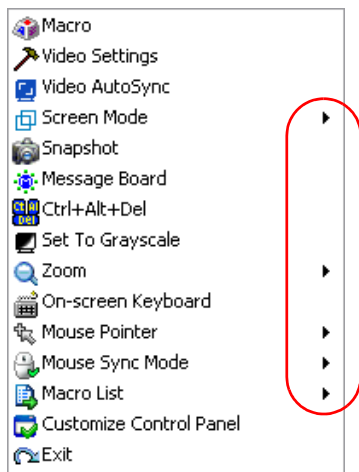 Macro
Video Settings
Video AutoSync
Screen Mode
Snapshot
Message Board
Ctrl+Alt+Del
Set To Grayscale
Zoom
On-screen Keyboard
Mouse Pointer
Mouse Sync Mode
Macro List
Customize Control Panel
Exit